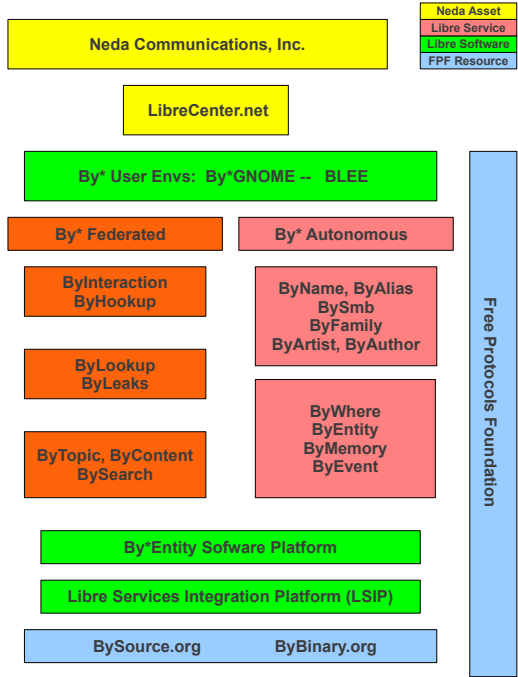 Neda Communications, Inc.
Neda Asset
Libre Service
Libre Software
FPF Resource
LibreCenter.net
By* User Envs: By*GNOME -- BLEE
By* Federated
By* Autonomous
ByInteraction
ByHookup
ByName, ByAlias
BySmb
ByFamily
ByArtist, ByAuthor
ByLookup
ByLeaks
ByWhere
ByEntity
ByMemory
ByEvent
ByTopic, ByContent
BySearch
By*Entity Sofware Platform
Libre Services Integration Platform (LSIP)
BySource.org
ByBinary.org
Free Protocols Foundation